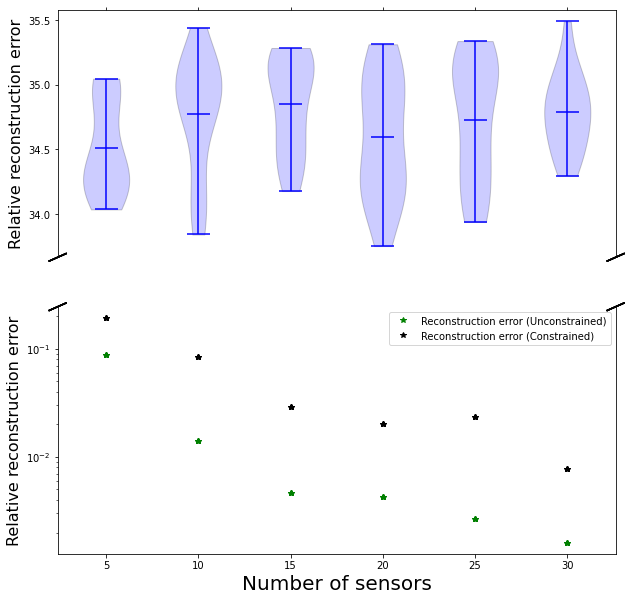 Relative reconstruction error
35.5
35.0
34.5
34.0
Relative reconstruction error
10⁻¹
10⁻²
Reconstruction error (Unconstrained)
Reconstruction error (Constrained)
5 10 15 20 25 30
Number of sensors